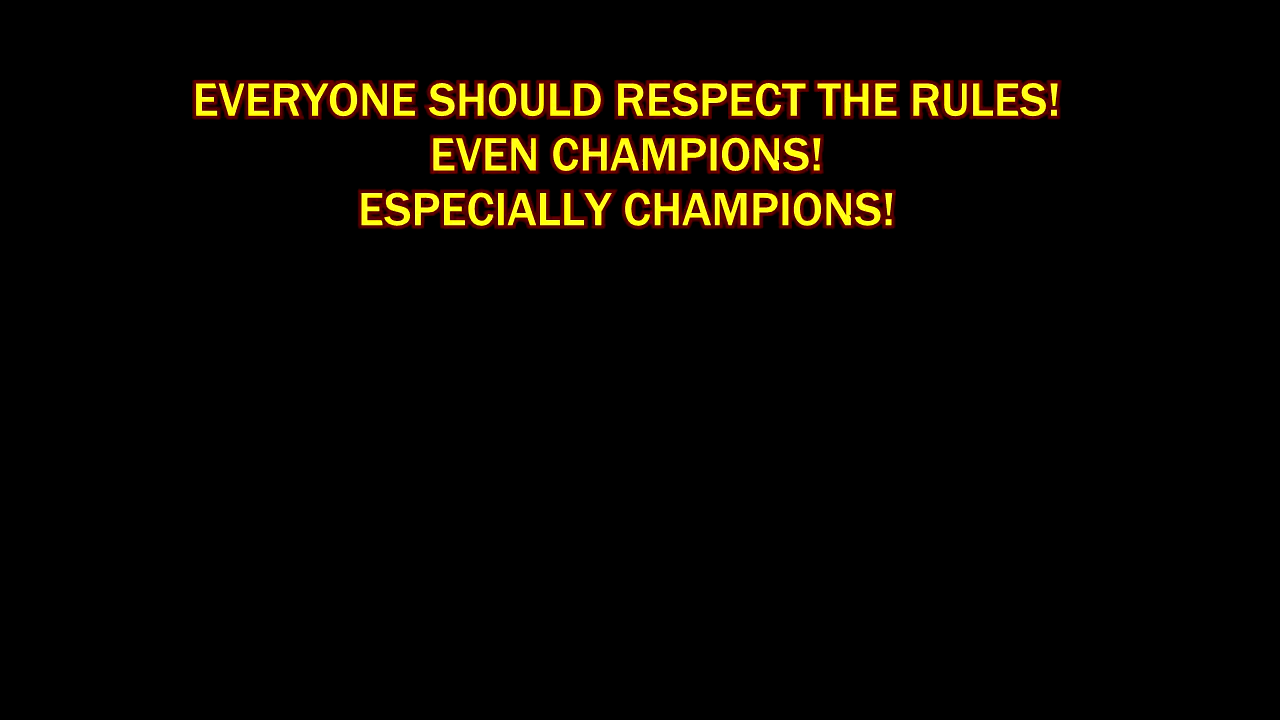 EVERYONE SHOULD RESPECT THE RULES!
EVEN CHAMPIONS!
ESPECIALLY CHAMPIONS!